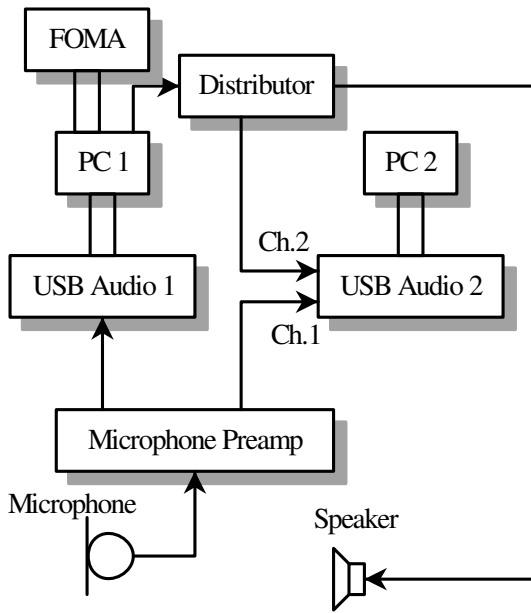 FOMA
Distributor
PC 1
PC 2
Ch.2
USB Audio 1
USB Audio 2
Ch.1
Microphone Preamp
Microphone
Speaker